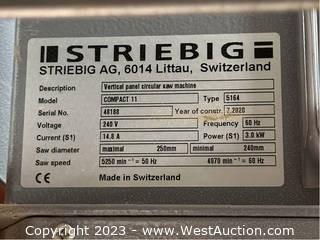 STRIEBIG
STRIEBIG AG, 6014 Littau, Switzerland
Description Vertical panel circular saw machine
Model COMPACT 11 Type 5164
Serial No. 48188 Year of constr. 7.2020
Voltage 240 V Frequency 60 Hz
Current (S1) 14.8 A Power (S1) 3.0 kW
Saw diameter maximal 250mm minimal 240mm
Saw speed 5250 min⁻¹ = 50 Hz 4970 min⁻¹ = 60 Hz
CE Made in Switzerland
Copyright 2023 - www.WestAuction.com